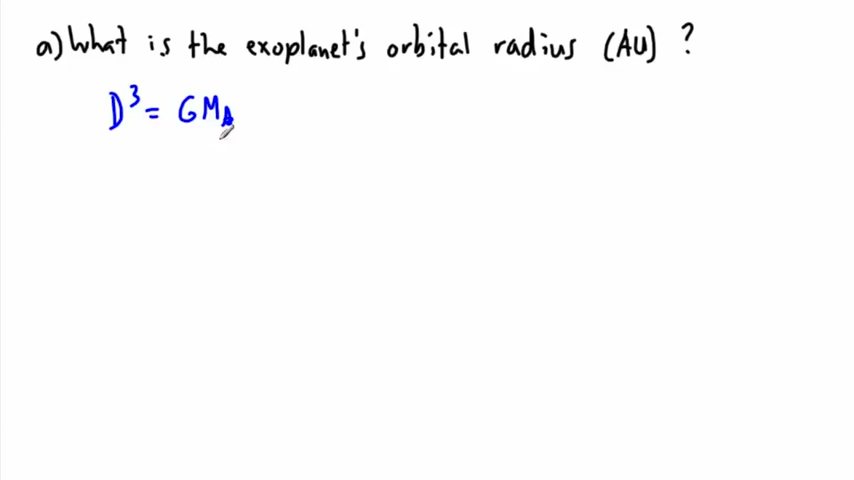 a) What is the exoplanet's orbital radius (AU) ?
D³ = GM